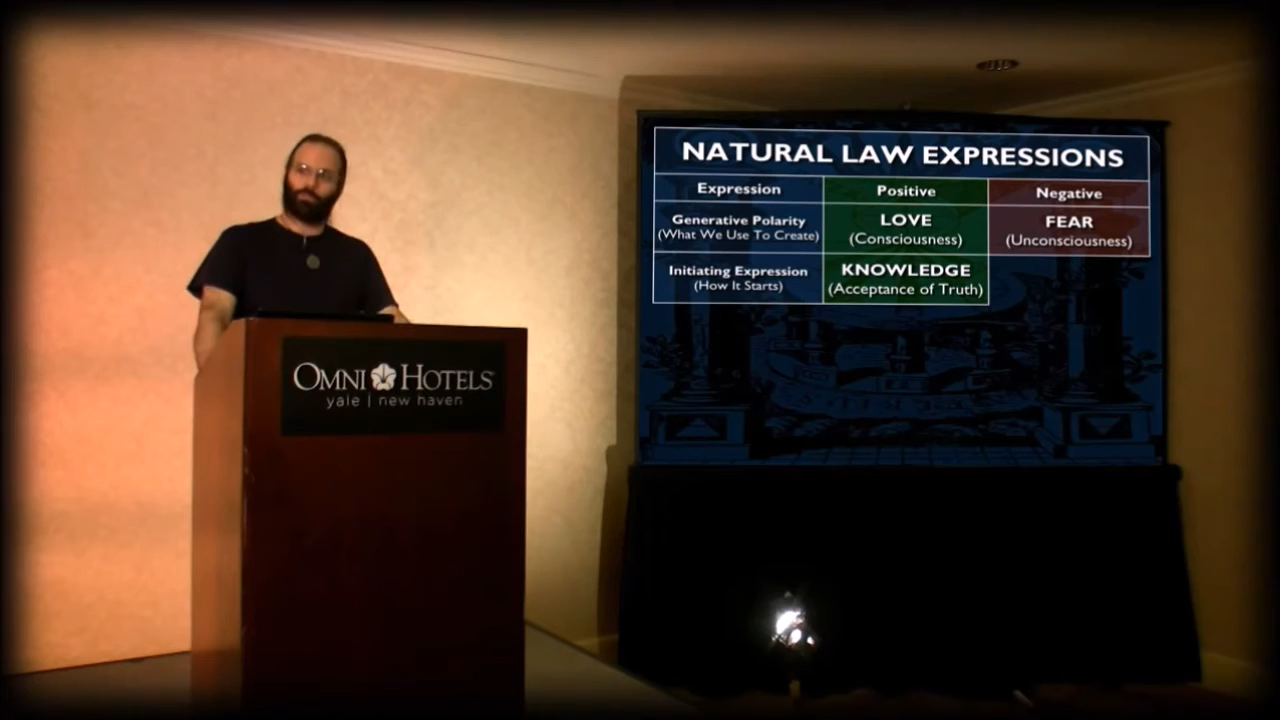 NATURAL LAW EXPRESSIONS
Expression Positive Negative
Generative Polarity LOVE FEAR
(What We Use To Create) (Consciousness) (Unconsciousness)
Initiating Expression KNOWLEDGE
(How It Starts) (Acceptance of Truth)
OMNI HOTELS
yale | new haven